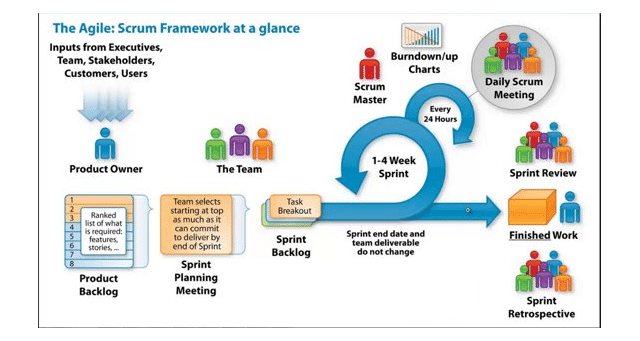 The Agile: Scrum Framework at a glance
Inputs from Executives,
Team, Stakeholders,
Customers, Users
Product Owner
The Team
Scrum
Master
Burndown/up
Charts
Daily Scrum
Meeting
Every
24 Hours
1-4 Week
Sprint
Sprint Review
1
2
3
4
5
6
7
8
Ranked
list of what
is required:
features,
stories, ...
Product
Backlog
Team selects
starting at top
as much as it
can commit
to deliver by
end of Sprint
Sprint
Planning
Meeting
Task
Breakout
Sprint
Backlog
Sprint end date and
team deliverable
do not change
Finished Work
Sprint
Retrospective